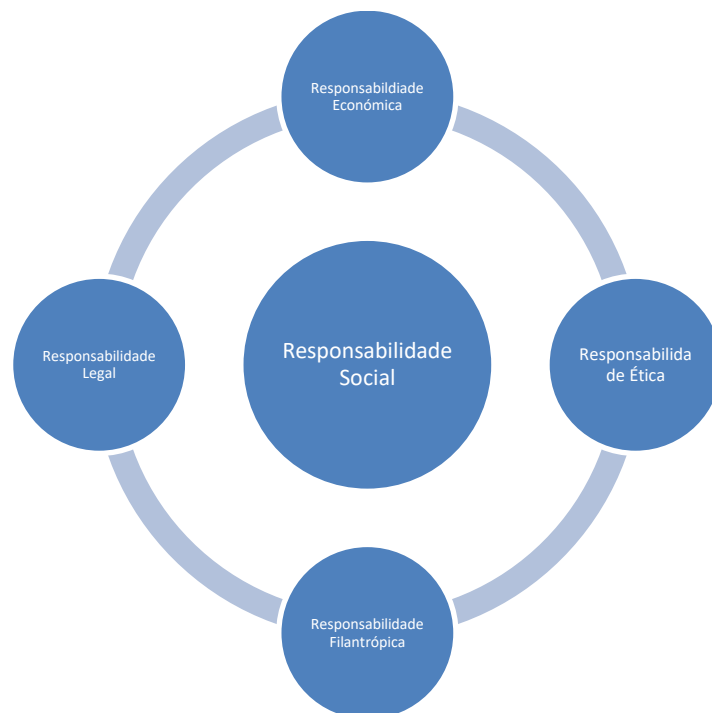 Responsabildiade
Económica
Responsabilidade
Legal
Responsabilidade
Social
Responsabilida
de Ética
Responsabilidade
Filantrópica